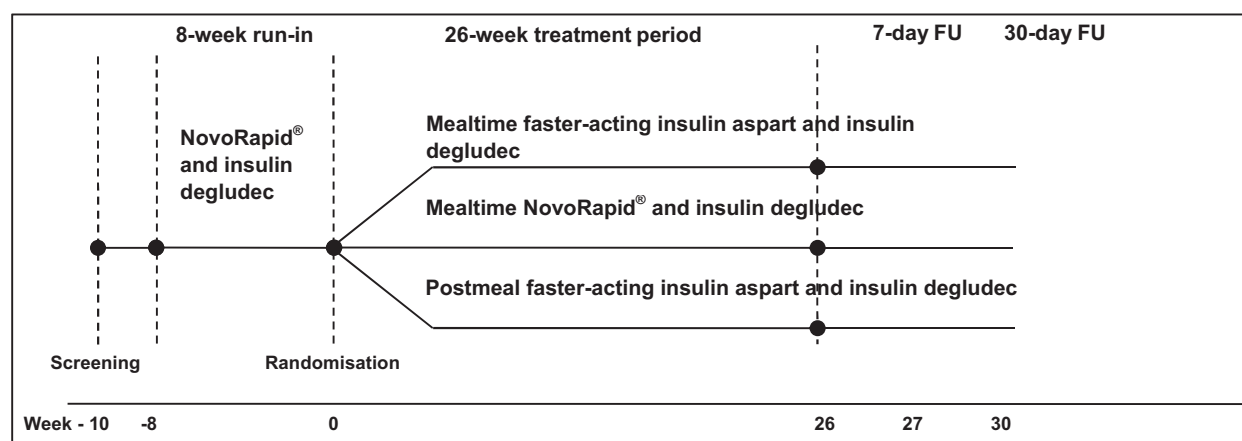 8-week run-in
26-week treatment period
7-day FU
30-day FU
NovoRapid®
and insulin
degludec
Mealtime faster-acting insulin aspart and insulin
degludec
Mealtime NovoRapid® and insulin degludec
Postmeal faster-acting insulin aspart and insulin degludec
Screening
Randomisation
Week - 10
-8
0
26
27
30